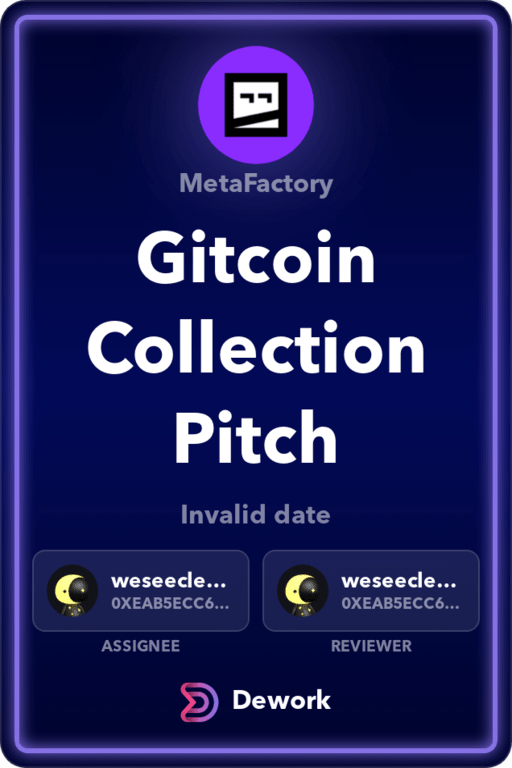 MetaFactory
Gitcoin
Collection
Pitch
Invalid date
weseecle...
0XEAB5ECC6...
ASSIGNEE
weseecle...
0XEAB5ECC6...
REVIEWER
Dework